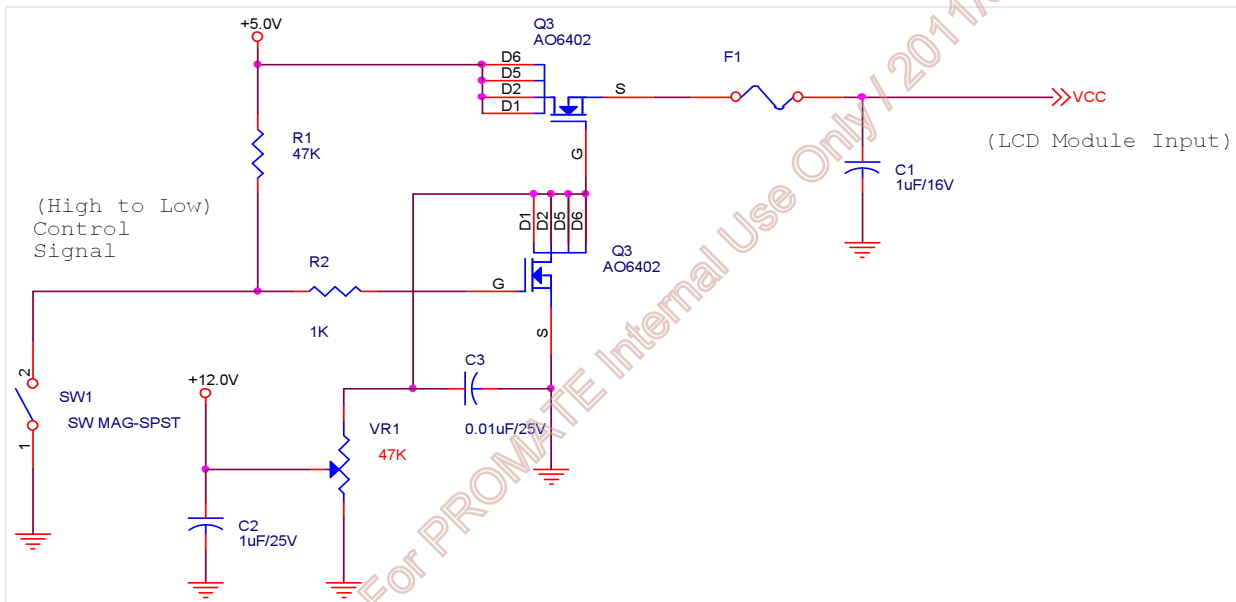 +5.0V
Q3
AO6402
D6
D5
D2
D1
S
G
F1
VCC
(LCD Module Input)
C1
1uF/16V
R1
47K
(High to Low)
Control
Signal
D1
D2
D5
D6
Q3
AO6402
R2
1K
G
S
C3
0.01uF/25V
+12.0V
2
1
SW1
SW MAG-SPST
VR1
47K
C2
1uF/25V
For PROMATE Internal Use Only / 2011/